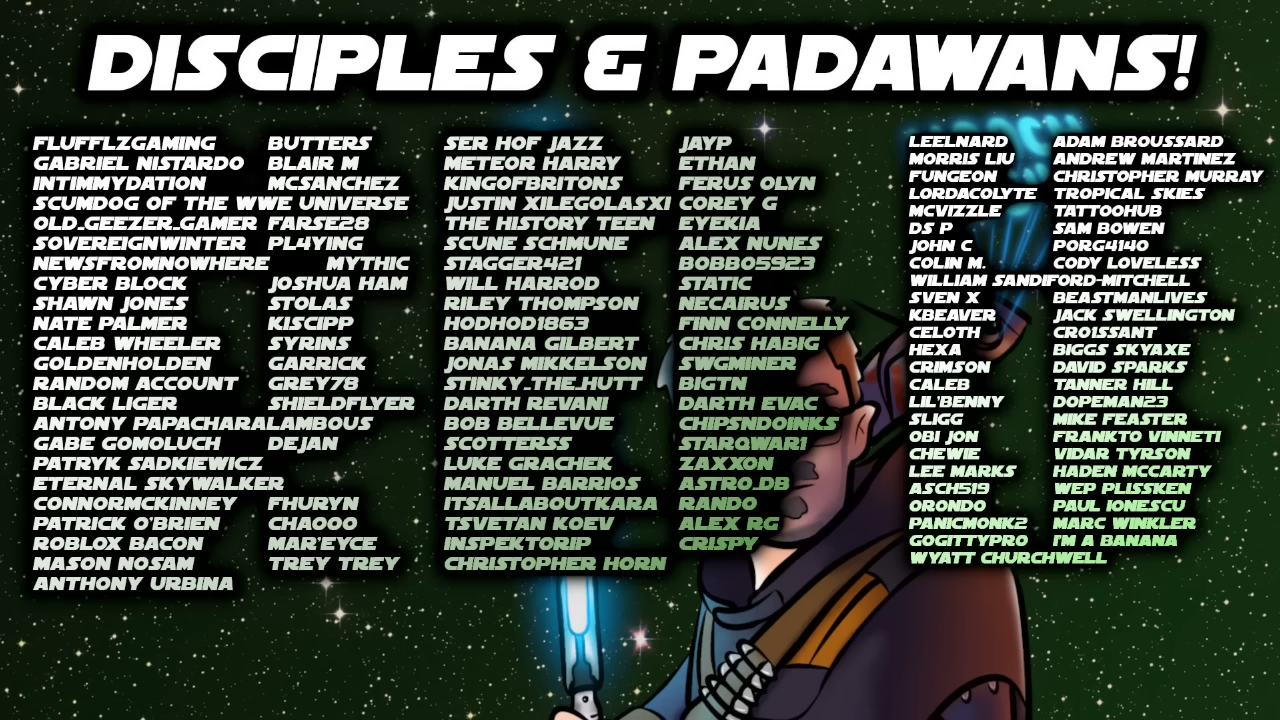 DISCIPLES & PADAWANS!
FLUFFLZGAMING
GABRIEL NISTARDO
INTIMMYDATION
SCUMDOG OF THE WWE UNIVERSE
OLD_GEEZER_GAMER
SOVEREIGNWINTER
NEWSFROMNOWHERE
CYBER BLOCK
SHAWN JONES
NATE PALMER
CALEB WHEELER
GOLDENHOLDEN
RANDOM ACCOUNT
BLACK LIGER
ANTONY PAPACHARALAMBOUS
GABE GOMOLUCH
PATRYK SADKIEWICZ
ETERNAL SKYWALKER
CONNORMCKINNEY
PATRICK O'BRIEN
ROBLOX BACON
MASON NOSAM
ANTHONY URBINA
BUTTERS
BLAIR M
MCSANCHEZ
FARSE28
PL4YING
MYTHIC
JOSHUA HAM
STOLAS
KISCIPP
SYRINS
GARRICK
GREY78
SHIELDFLYER
DEJAN
FHURYN
CHAOOO
MAR'EYCE
TREY TREY
SER HOF JAZZ
METEOR HARRY
KINGOFBRITONS
JUSTIN XILEGOLASXI
THE HISTORY TEEN
SCUNE SCHMUNE
STAGGER421
WILL HARROD
RILEY THOMPSON
HODHOD1863
BANANA GILBERT
JONAS MIKKELSON
STINKY_THE_HUTT
DARTH REVANI
BOB BELLEVUE
SCOTTERSS
LUKE GRACHEK
MANUEL BARRIOS
ITSALLABOUTKARA
TSVETAN KOEV
INSPEKTORIP
CHRISTOPHER HORN
JAYP
ETHAN
FERUS OLYN
COREY G
EYEKIA
ALEX NUNES
BOBB05923
STATIC
NECAIRUS
FINN CONNELLY
CHRIS HABIG
SWGMINER
BIGTN
DARTH EVAC
CHIPSNDOINKS
STARQWAR1
ZAXXON
ASTRO_DB
RANDO
ALEX RG
CRISPY
LEELNARD
MORRIS LIU
FUNGEON
LORDACOLYTE
MCVIZZLE
DS P
JOHN C
COLIN M.
WILLIAM SANDIFORD-MITCHELL
SVEN X
KBEAVER
CELOTH
HEXA
CRIMSON
CALEB
LIL'BENNY
SLIGG
OBI JON
CHEWIE
LEE MARKS
ASCH519
ORONDO
PANICMONK2
GOGITTYPRO
WYATT CHURCHWELL
ADAM BROUSSARD
ANDREW MARTINEZ
CHRISTOPHER MURRAY
TROPICAL SKIES
TATTOOHUB
SAM BOWEN
PORG4140
CODY LOVELESS
BEASTMANLIVES
JACK SWELLINGTON
CRO1SSANT
BIGGS SKYAXE
DAVID SPARKS
TANNER HILL
DOPEMAN23
MIKE FEASTER
FRANKTO VINNETI
VIDAR TYRSON
HADEN MCCARTY
WEP PLISSKEN
PAUL IONESCU
MARC WINKLER
I'M A BANANA